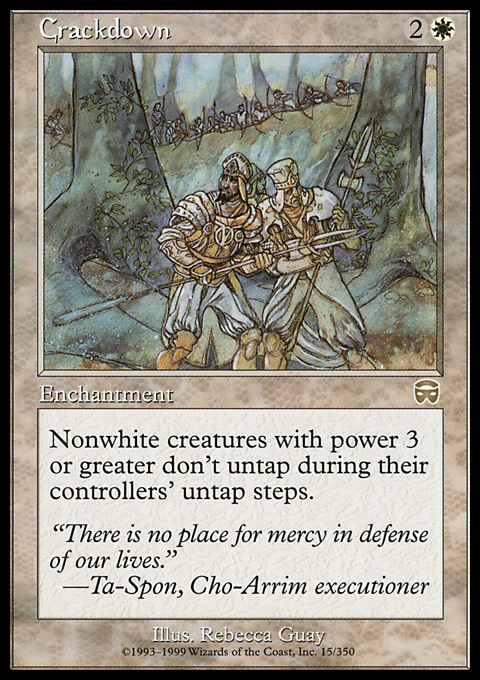 Crackdown 2
Enchantment
Nonwhite creatures with power 3
or greater don't untap during their
controllers' untap steps.
"There is no place for mercy in defense
of our lives."
—Ta-Spon, Cho-Arrim executioner
Illus. Rebecca Guay
©1993–1999 Wizards of the Coast, Inc. 15/350